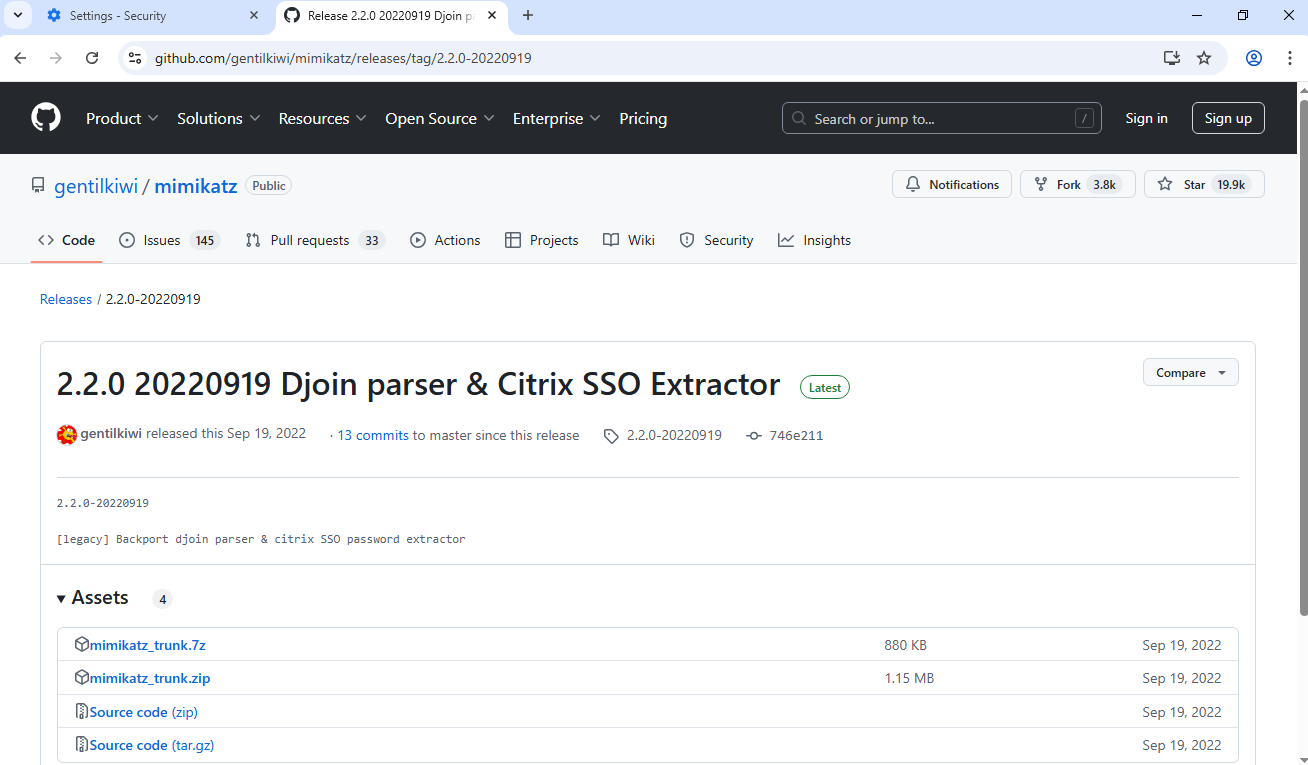 Settings - Security
Release 2.2.0 20220919 Djoin p
github.com/gentilkiwi/mimikatz/releases/tag/2.2.0-20220919
Product Solutions Resources Open Source Enterprise Pricing
Search or jump to... /
Sign in
Sign up
gentilkiwi / mimikatz Public
Notifications
Fork 3.8k
Star 19.9k
Code
Issues 145
Pull requests 33
Actions
Projects
Wiki
Security
Insights
Releases / 2.2.0-20220919
2.2.0 20220919 Djoin parser & Citrix SSO Extractor Latest
Compare
gentilkiwi released this Sep 19, 2022 · 13 commits to master since this release 2.2.0-20220919 746e211
2.2.0-20220919
[legacy] Backport djoin parser & citrix SSO password extractor
Assets 4
mimikatz_trunk.7z 880 KB Sep 19, 2022
mimikatz_trunk.zip 1.15 MB Sep 19, 2022
Source code (zip) Sep 19, 2022
Source code (tar.gz) Sep 19, 2022